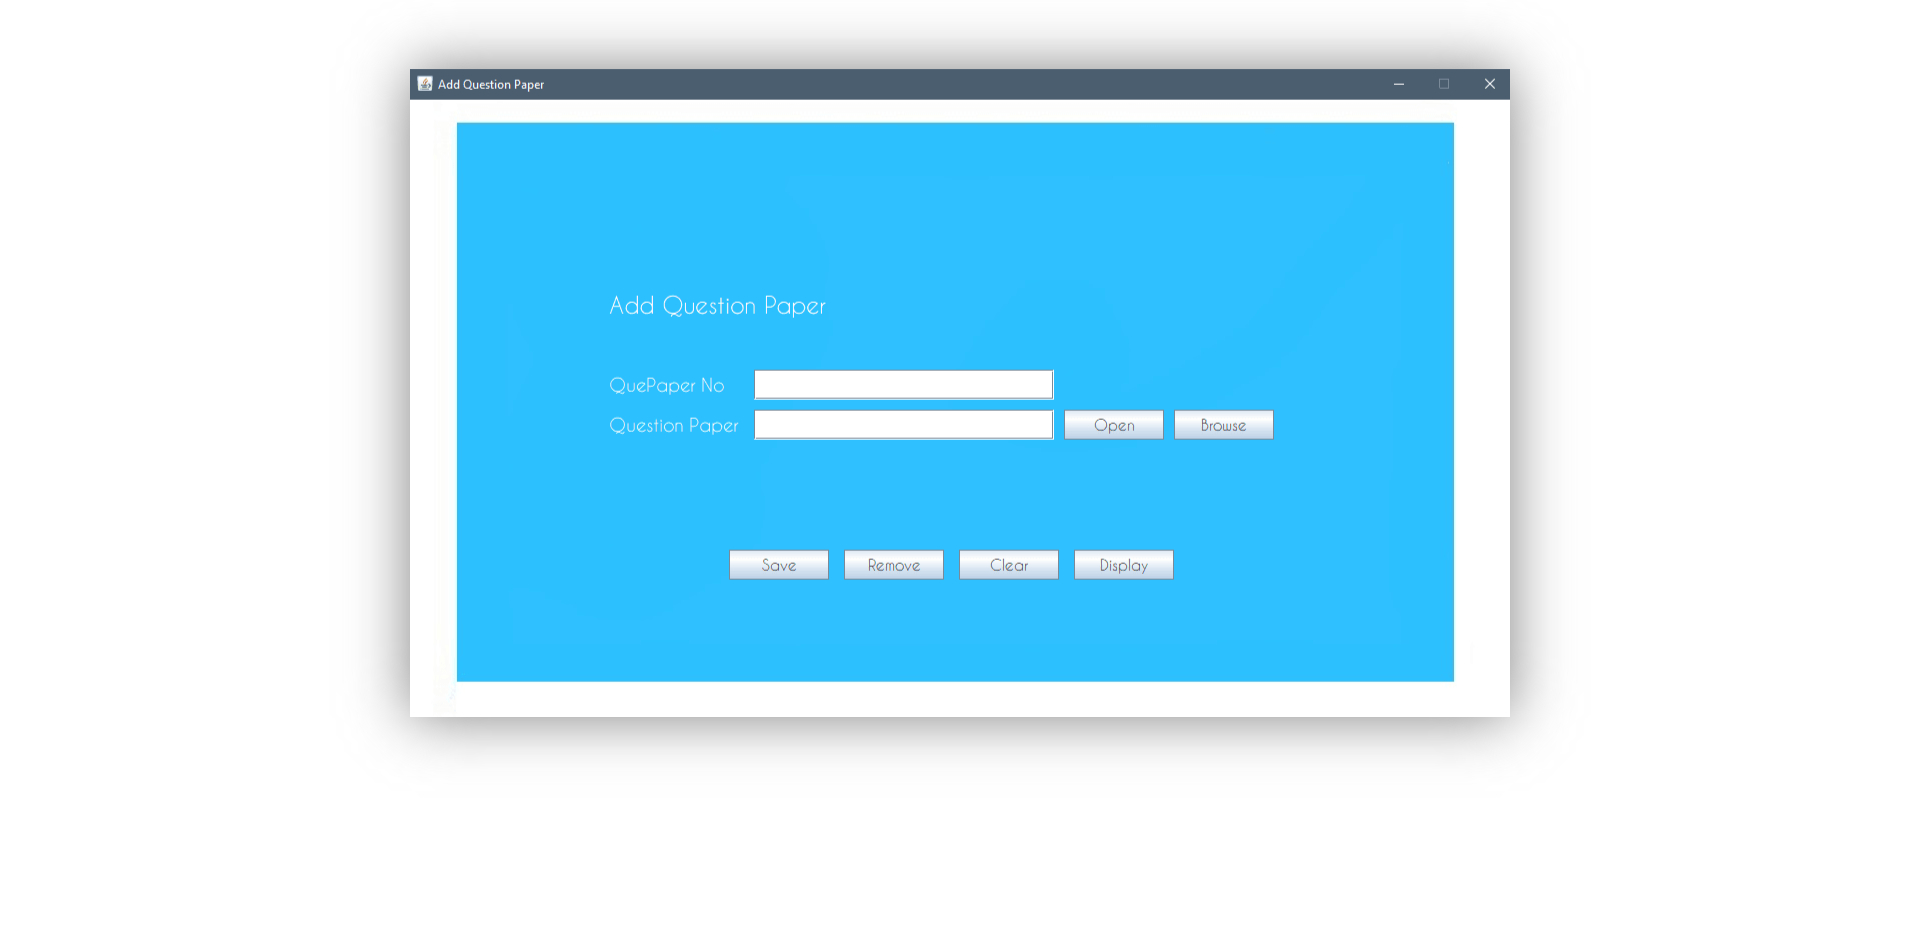 Add Question Paper
Add Question Paper
QuePaper No
Question Paper Open Browse
Save Remove Clear Display